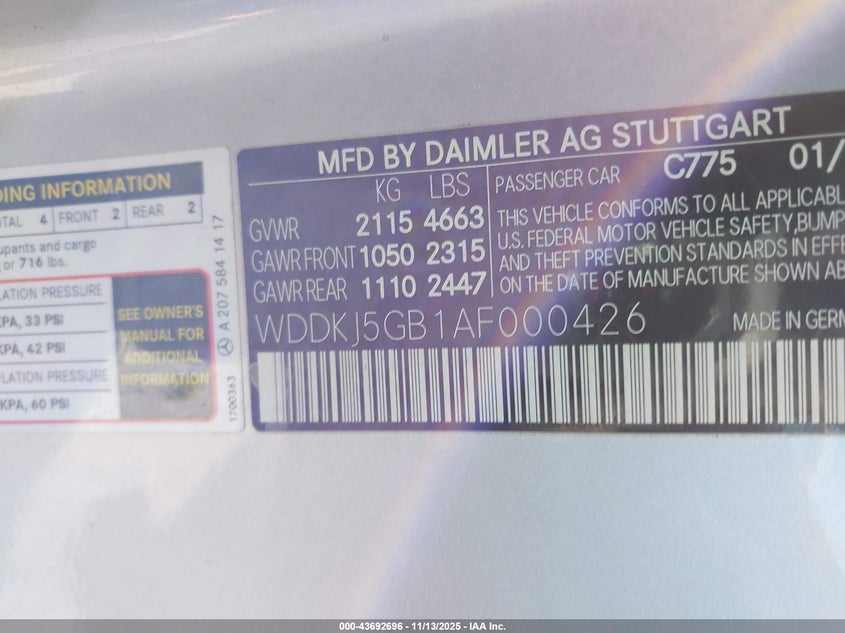 DING INFORMATION
OTAL 4 FRONT 2 REAR 2
upants and cargo
or 716 lbs.
LATION PRESSURE
KPA, 33 PSI
KPA, 42 PSI
FLATION PRESSURE
KPA, 60 PSI
SEE OWNER'S
MANUAL FOR
ADDITIONAL
INFORMATION
A 207 584 14 17
1700363
MFD BY DAIMLER AG STUTTGART
KG LBS
GVWR 2115 4663
GAWR FRONT 1050 2315
GAWR REAR 1110 2447
PASSENGER CAR C775 01/
THIS VEHICLE CONFORMS TO ALL APPLICABLE
U.S. FEDERAL MOTOR VEHICLE SAFETY, BUMP
AND THEFT PREVENTION STANDARDS IN EFFE
ON THE DATE OF MANUFACTURE SHOWN AB
WDDKJ5GB1AF000426
MADE IN GERM
000-43692696 - 11/13/2025 - IAA Inc.